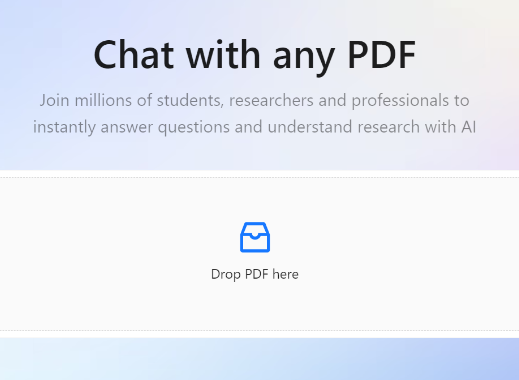 Chat with any PDF
Join millions of students, researchers and professionals to
instantly answer questions and understand research with AI
Drop PDF here